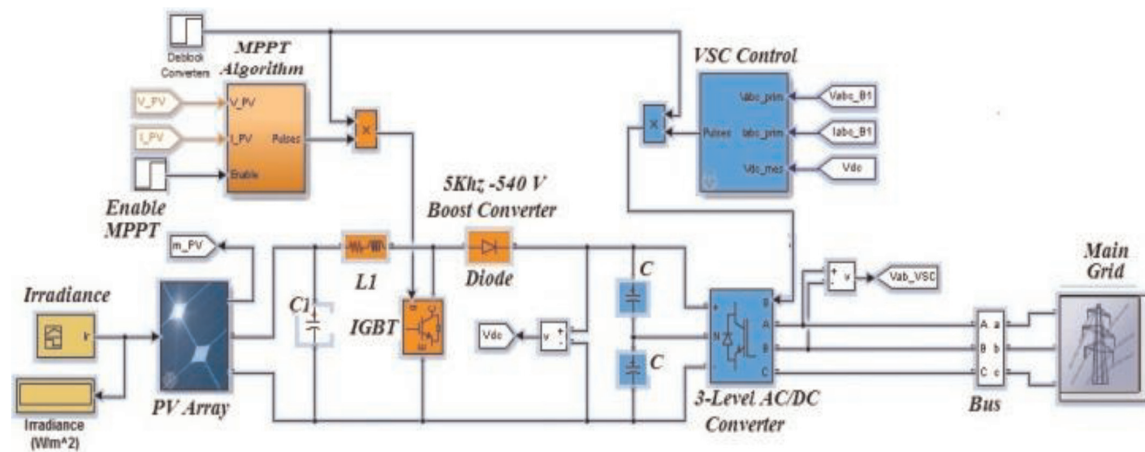 Deblock
Converters
MPPT
Algorithm
V_PV
I_PV
V_PV
I_PV
Pulses
Enable
Enable
MPPT
x
VSC Control
Vabc_prim
Iabc_prim
Vdc_mes
Pulses
Vabc_B1
Iabc_B1
Vdc
x
5Khz -540 V
Boost Converter
m_PV
Irradiance
Ir
Irradiance
(W/m^2)
PV Array
C1
L1
IGBT
g
C
E
Diode
Vdc
v
+
-
C
C
+
N
-
A
B
C
3-Level AC/DC
Converter
+
-
v
Vab_VSC
A a
B b
C c
Bus
Main
Grid